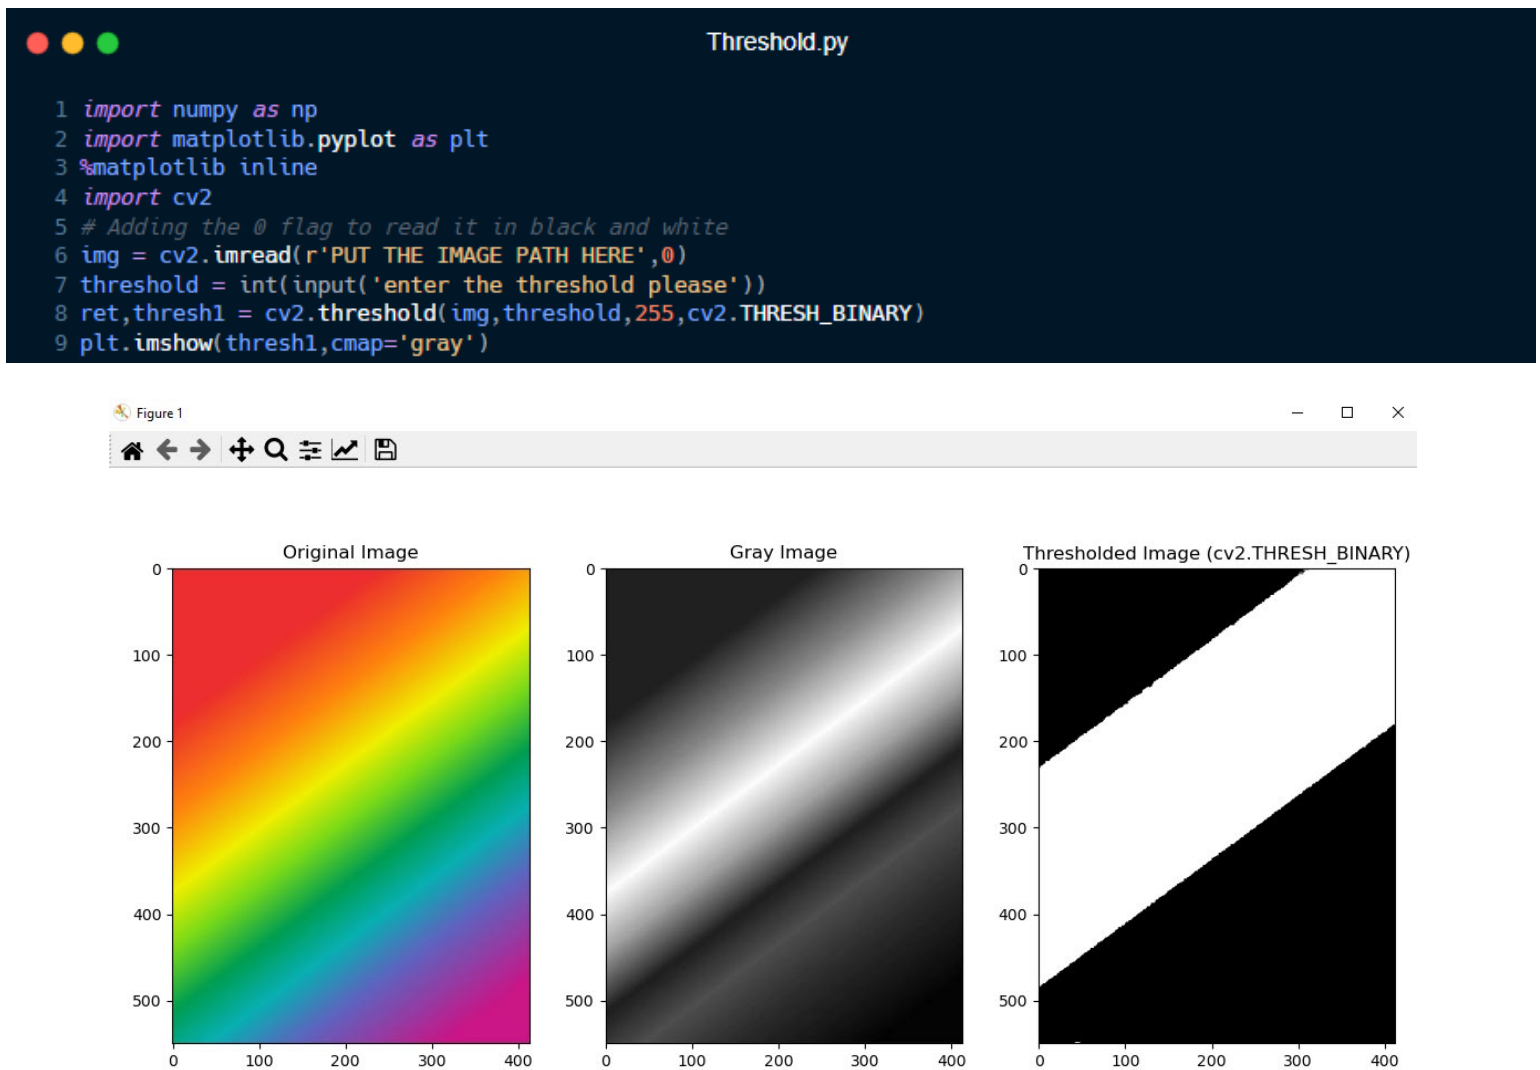 Threshold.py
1 import numpy as np
2 import matplotlib.pyplot as plt
3 %matplotlib inline
4 import cv2
5 # Adding the 0 flag to read it in black and white
6 img = cv2.imread(r'PUT THE IMAGE PATH HERE',0)
7 threshold = int(input('enter the threshold please'))
8 ret,thresh1 = cv2.threshold(img,threshold,255,cv2.THRESH_BINARY)
9 plt.imshow(thresh1,cmap='gray')
Figure 1
Original Image
0
100
200
300
400
500
0 100 200 300 400
Gray Image
0
100
200
300
400
500
0 100 200 300 400
Thresholded Image (cv2.THRESH_BINARY)
0
100
200
300
400
500
0 100 200 300 400